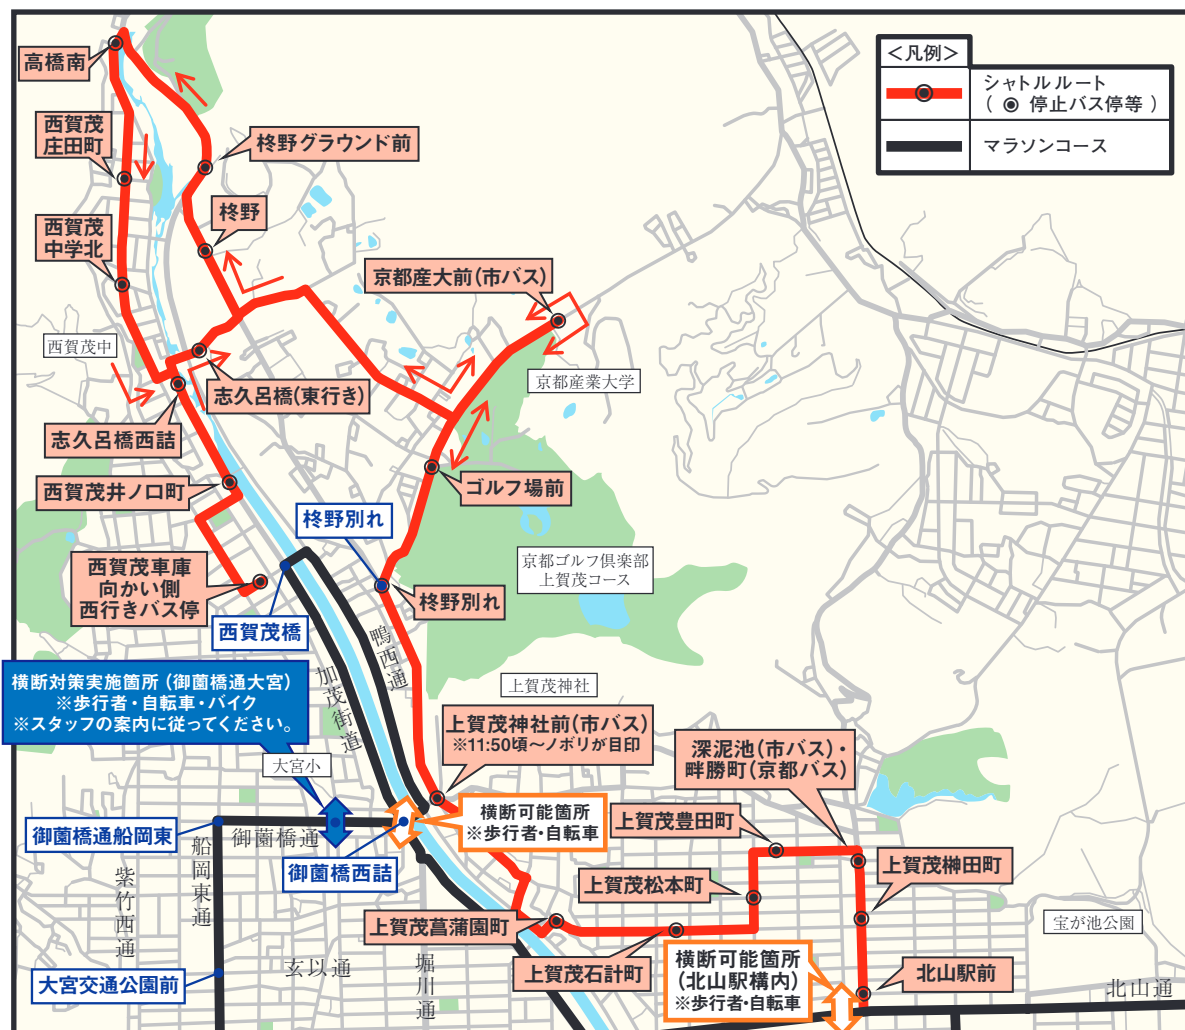 <凡例>
シャトルルート
( ◉ 停止バス停等 )
マラソンコース
高橋南
西賀茂
庄田町
柊野グラウンド前
西賀茂
中学北
柊野
京都産大前(市バス)
西賀茂中
志久呂橋(東行き)
京都産業大学
志久呂橋西詰
西賀茂井ノ口町
ゴルフ場前
柊野別れ
京都ゴルフ倶楽部
上賀茂コース
西賀茂車庫
向かい側
西行きバス停
柊野別れ
西賀茂橋
鴨西通
加茂街道
横断対策実施箇所(御薗橋通大宮)
※歩行者・自転車・バイク
※スタッフの案内に従ってください。
上賀茂神社
上賀茂神社前(市バス)
※11:50頃〜ノボリが目印
深泥池(市バス)・
畔勝町(京都バス)
大宮小
横断可能箇所
※歩行者・自転車
上賀茂豊田町
御薗橋通船岡東
御薗橋通
船岡東通
御薗橋西詰
上賀茂榊田町
紫竹西通
上賀茂松本町
上賀茂菖蒲園町
宝が池公園
大宮交通公園前
玄以通
堀川通
上賀茂石計町
横断可能箇所
(北山駅構内)
※歩行者・自転車
北山駅前
北山通